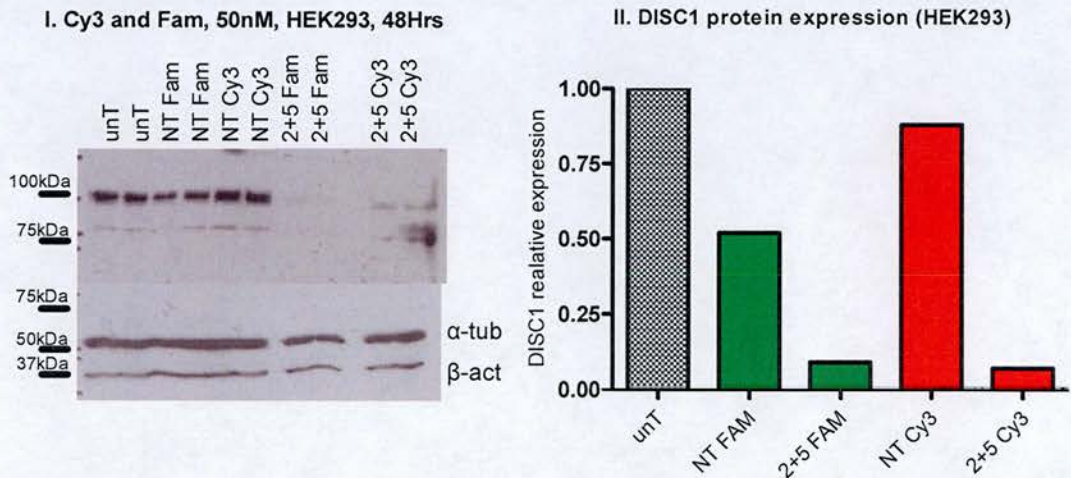 I. Cy3 and Fam, 50nM, HEK293, 48Hrs
unT
unT
NT Fam
NT Fam
NT Cy3
NT Cy3
2+5 Fam
2+5 Fam
2+5 Cy3
2+5 Cy3
100kDa
75kDa
75kDa
50kDa
37kDa
α-tub
β-act
II. DISC1 protein expression (HEK293)
DISC1 realative expression
1.00
0.75
0.50
0.25
0.00
unT
NT FAM
2+5 FAM
NT Cy3
2+5 Cy3